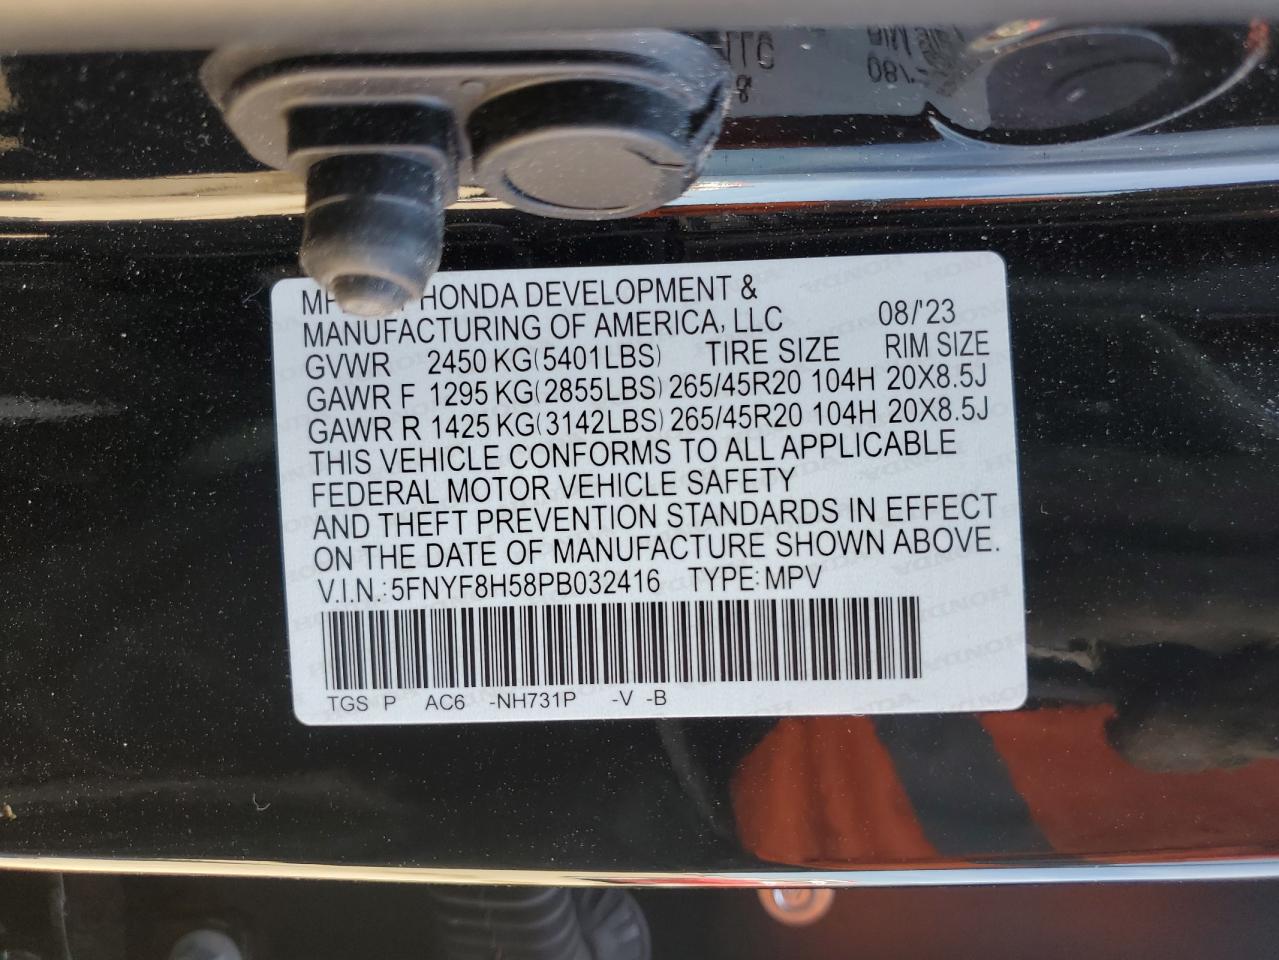 HONDA DEVELOPMENT &
MANUFACTURING OF AMERICA, LLC 08/'23
GVWR 2450 KG(5401LBS) TIRE SIZE RIM SIZE
GAWR F 1295 KG(2855LBS) 265/45R20 104H 20X8.5J
GAWR R 1425 KG(3142LBS) 265/45R20 104H 20X8.5J
THIS VEHICLE CONFORMS TO ALL APPLICABLE
FEDERAL MOTOR VEHICLE SAFETY
AND THEFT PREVENTION STANDARDS IN EFFECT
ON THE DATE OF MANUFACTURE SHOWN ABOVE.
V.I.N.: 5FNYF8H58PB032416 TYPE: MPV
TGS P AC6 -NH731P -V -B